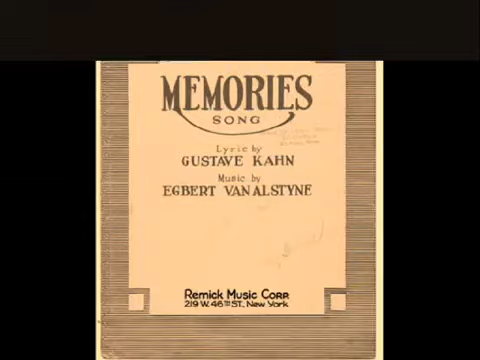 MEMORIES
SONG
Lyric by
GUSTAVE KAHN
Music by
EGBERT VAN ALSTYNE
Remick Music Corp.
219 W. 46TH ST., New York